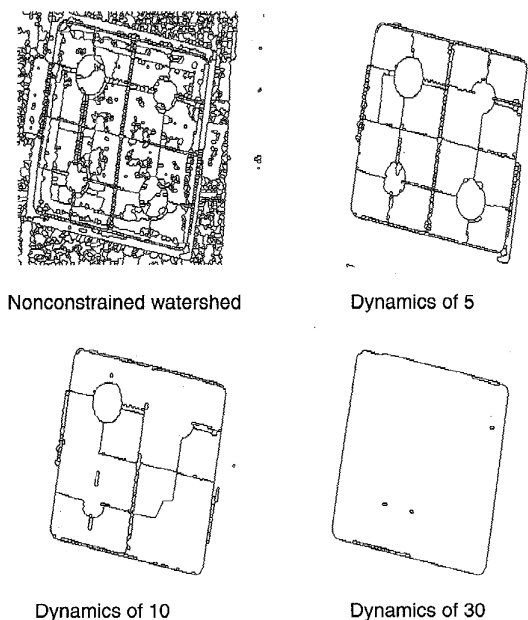 Nonconstrained watershed
Dynamics of 5
Dynamics of 10
Dynamics of 30